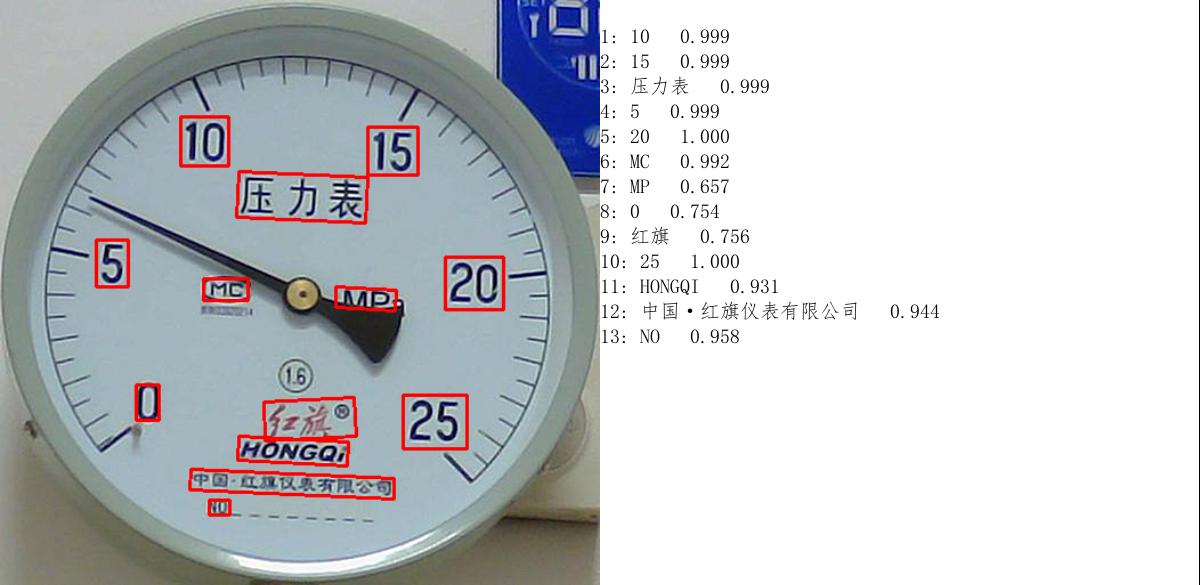 10
15
压力表
5
20
MC
MPa
1.6
0
红旗®
25
HONGQi
中国·红旗仪表有限公司
NO
1: 10 0.999
2: 15 0.999
3: 压力表 0.999
4: 5 0.999
5: 20 1.000
6: MC 0.992
7: MP 0.657
8: 0 0.754
9: 红旗 0.756
10: 25 1.000
11: HONGQI 0.931
12: 中国·红旗仪表有限公司 0.944
13: NO 0.958